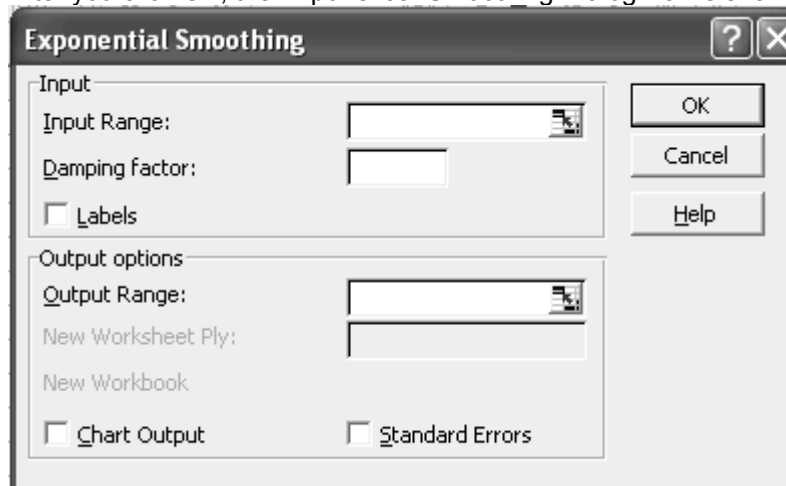 Exponential Smoothing
Input
Input Range:
OK
Damping factor:
Cancel
Labels
Help
Output options
Output Range:
New Worksheet Ply:
New Workbook
Chart Output
Standard Errors